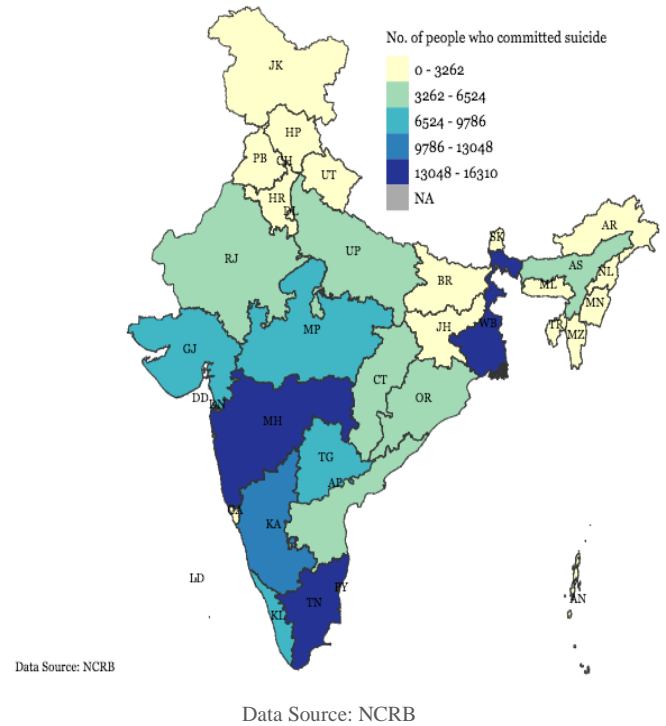 No. of people who committed suicide
0 - 3262
3262 - 6524
6524 - 9786
9786 - 13048
13048 - 16310
NA
JK
HP
PB
CH
UT
HR
DL
RJ
UP
SK
AR
AS
BR
ML
NL
MN
TR
MZ
JH
WB
MP
GJ
CT
OR
DD
DN
MH
TG
AP
GA
KA
LD
PY
AN
TN
KL
Data Source: NCRB
Data Source: NCRB